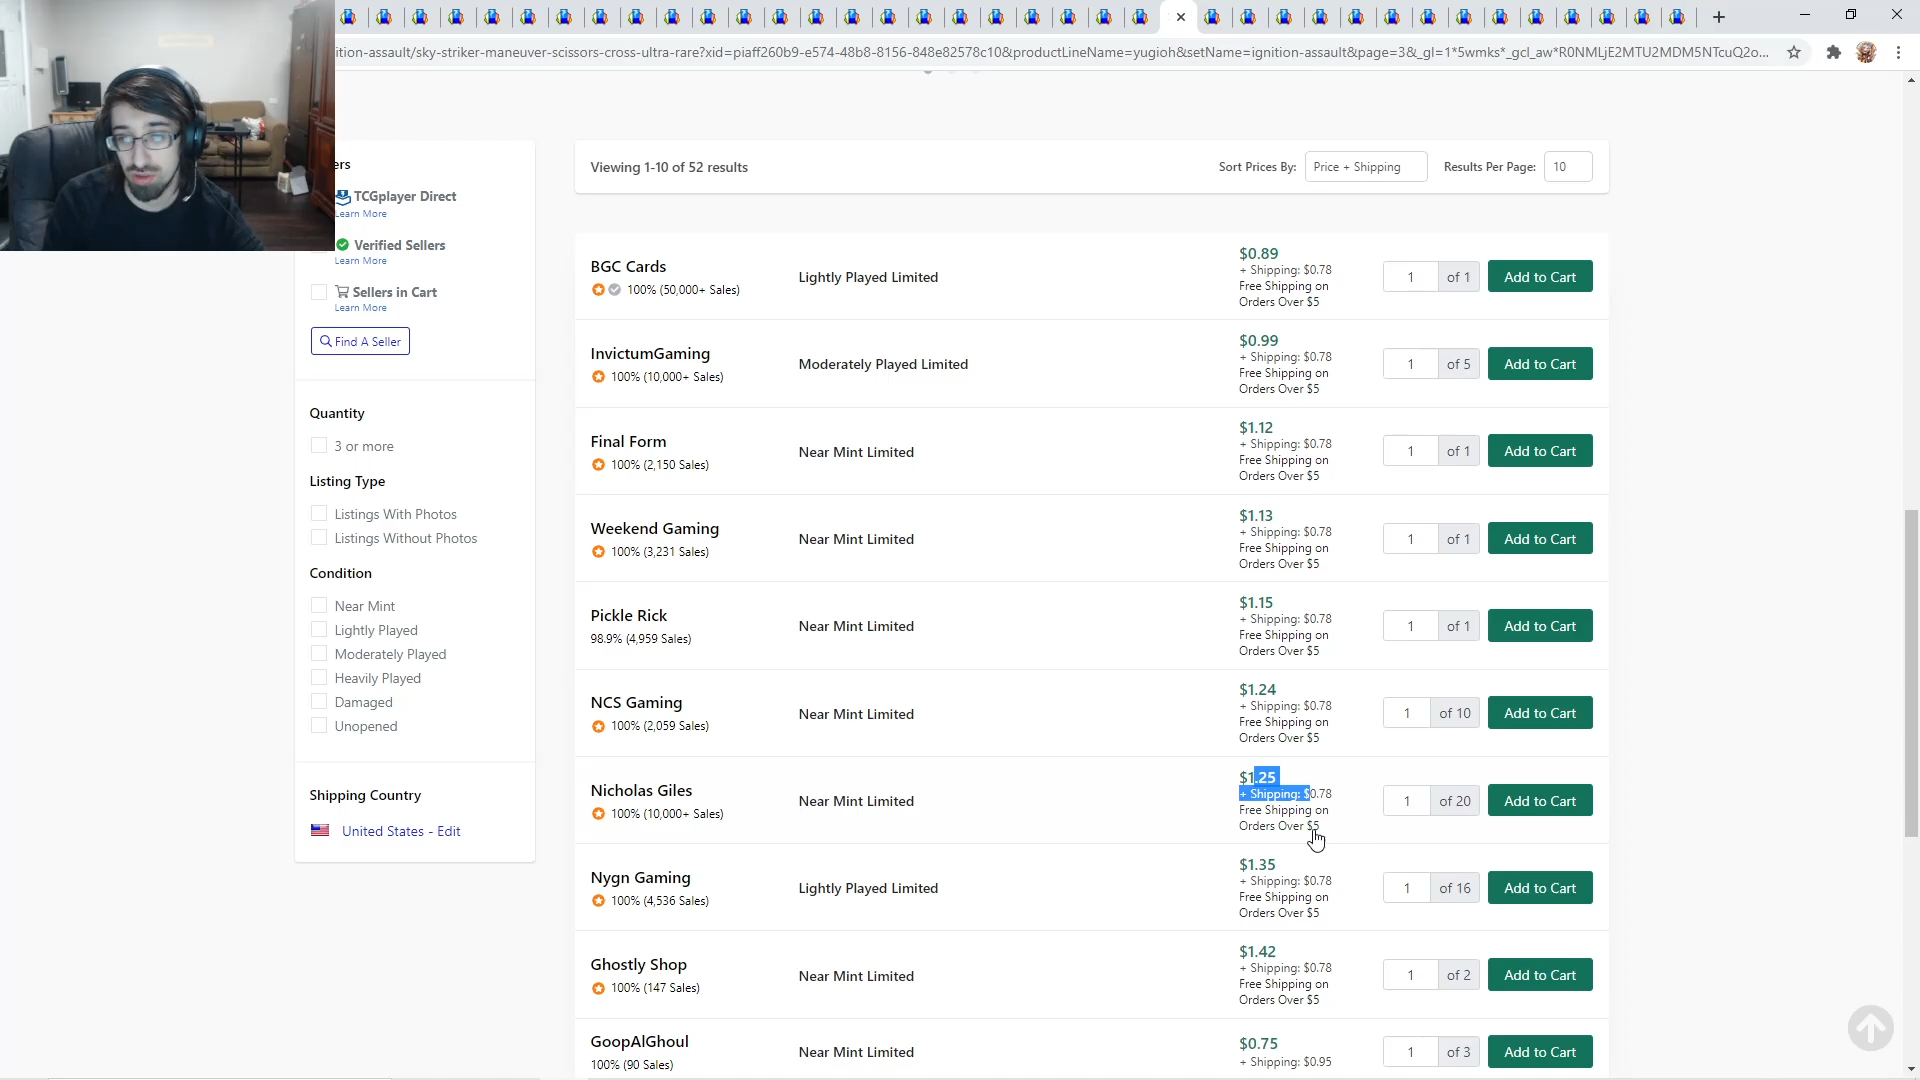 ition-assault/sky-striker-maneuver-scissors-cross-ultra-rare?xid=piaff260b9-e574-48b8-8156-848e82578c10&productLineName=yugioh&setName=ignition-assault&page=3&_gl=1*5wmks*_gcl_aw*R0NMLjE2MTU2MDM5NTcuQ2o...
ers
TCGplayer Direct
Learn More
Verified Sellers
Learn More
Sellers in Cart
Learn More
Find A Seller
Quantity
3 or more
Listing Type
Listings With Photos
Listings Without Photos
Condition
Near Mint
Lightly Played
Moderately Played
Heavily Played
Damaged
Unopened
Shipping Country
United States - Edit
Viewing 1-10 of 52 results
Sort Prices By: Price + Shipping Results Per Page: 10
BGC Cards
100% (50,000+ Sales)
Lightly Played Limited
$0.89
+ Shipping: $0.78
Free Shipping on
Orders Over $5
1 of 1 Add to Cart
InvictumGaming
100% (10,000+ Sales)
Moderately Played Limited
$0.99
+ Shipping: $0.78
Free Shipping on
Orders Over $5
1 of 5 Add to Cart
Final Form
100% (2,150 Sales)
Near Mint Limited
$1.12
+ Shipping: $0.78
Free Shipping on
Orders Over $5
1 of 1 Add to Cart
Weekend Gaming
100% (3,231 Sales)
Near Mint Limited
$1.13
+ Shipping: $0.78
Free Shipping on
Orders Over $5
1 of 1 Add to Cart
Pickle Rick
98.9% (4,959 Sales)
Near Mint Limited
$1.15
+ Shipping: $0.78
Free Shipping on
Orders Over $5
1 of 1 Add to Cart
NCS Gaming
100% (2,059 Sales)
Near Mint Limited
$1.24
+ Shipping: $0.78
Free Shipping on
Orders Over $5
1 of 10 Add to Cart
Nicholas Giles
100% (10,000+ Sales)
Near Mint Limited
$1.25
+ Shipping: $0.78
Free Shipping on
Orders Over $5
1 of 20 Add to Cart
Nygn Gaming
100% (4,536 Sales)
Lightly Played Limited
$1.35
+ Shipping: $0.78
Free Shipping on
Orders Over $5
1 of 16 Add to Cart
Ghostly Shop
100% (147 Sales)
Near Mint Limited
$1.42
+ Shipping: $0.78
Free Shipping on
Orders Over $5
1 of 2 Add to Cart
GoopAlGhoul
100% (90 Sales)
Near Mint Limited
$0.75
+ Shipping: $0.95
1 of 3 Add to Cart